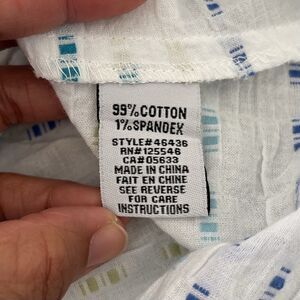 99% COTTON
1% SPANDEX
STYLE# 46436
RN# 125546
CA# 05633
MADE IN CHINA
FAIT EN CHINE
SEE REVERSE
FOR CARE
INSTRUCTIONS